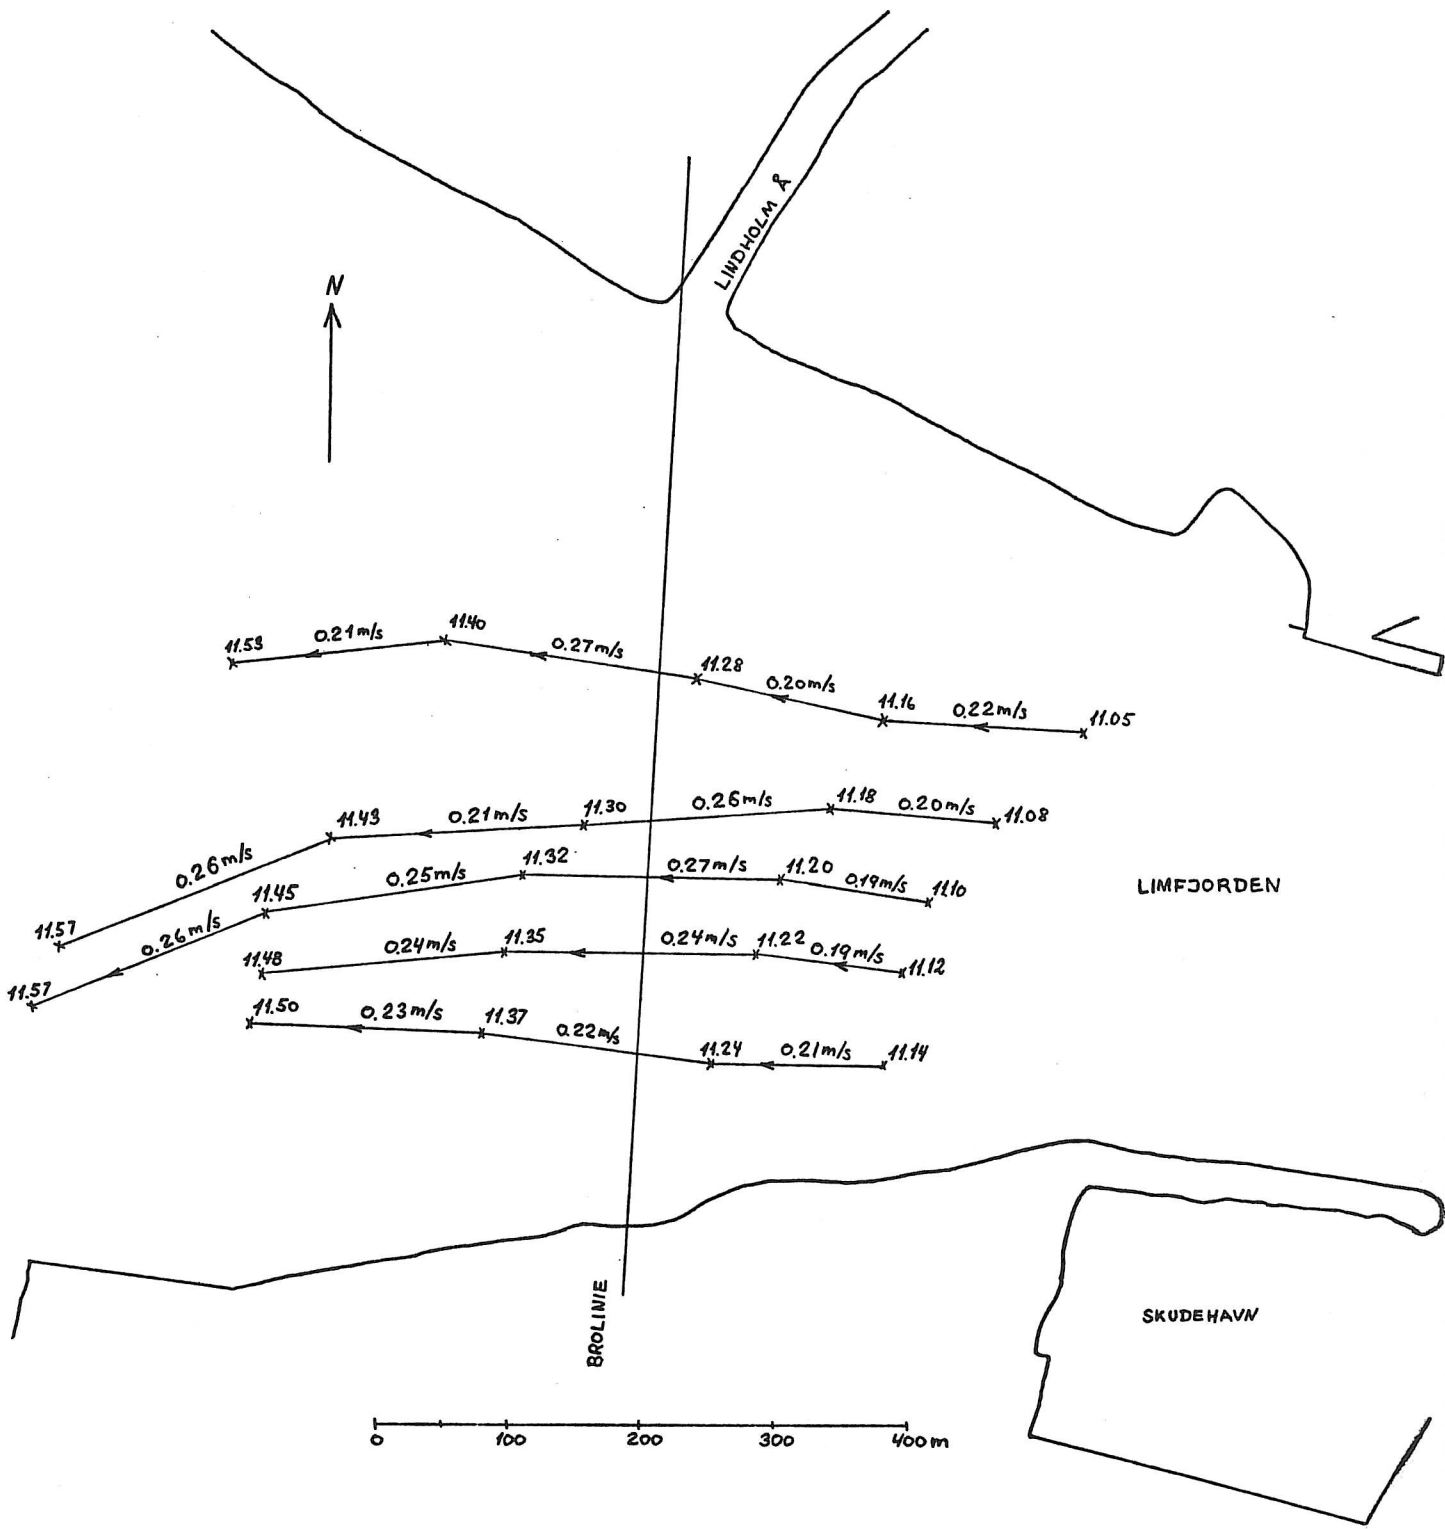 LINDHOLM Å
N
11.53
0.21 m/s
11.40
0.27 m/s
11.28
0.20 m/s
11.16
0.22 m/s
11.05
11.57
0.26 m/s
11.43
0.21 m/s
11.30
0.26 m/s
11.18
0.20 m/s
11.08
11.57
0.26 m/s
11.45
0.25 m/s
11.32
0.27 m/s
11.20
0.19 m/s
11.10
LIMFJORDEN
11.48
0.24 m/s
11.35
0.24 m/s
11.22
0.19 m/s
11.12
11.50
0.23 m/s
11.37
0.22 m/s
11.24
0.21 m/s
11.14
BROLINIE
SKUDEHAVN
0 100 200 300 400 m